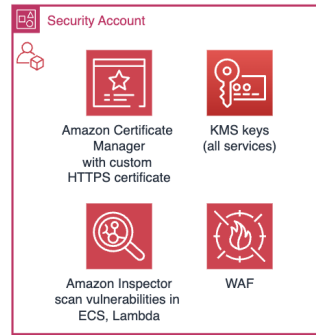 Security Account
Amazon Certificate
Manager
with custom
HTTPS certificate
KMS keys
(all services)
Amazon Inspector
scan vulnerabilities in
ECS, Lambda
WAF